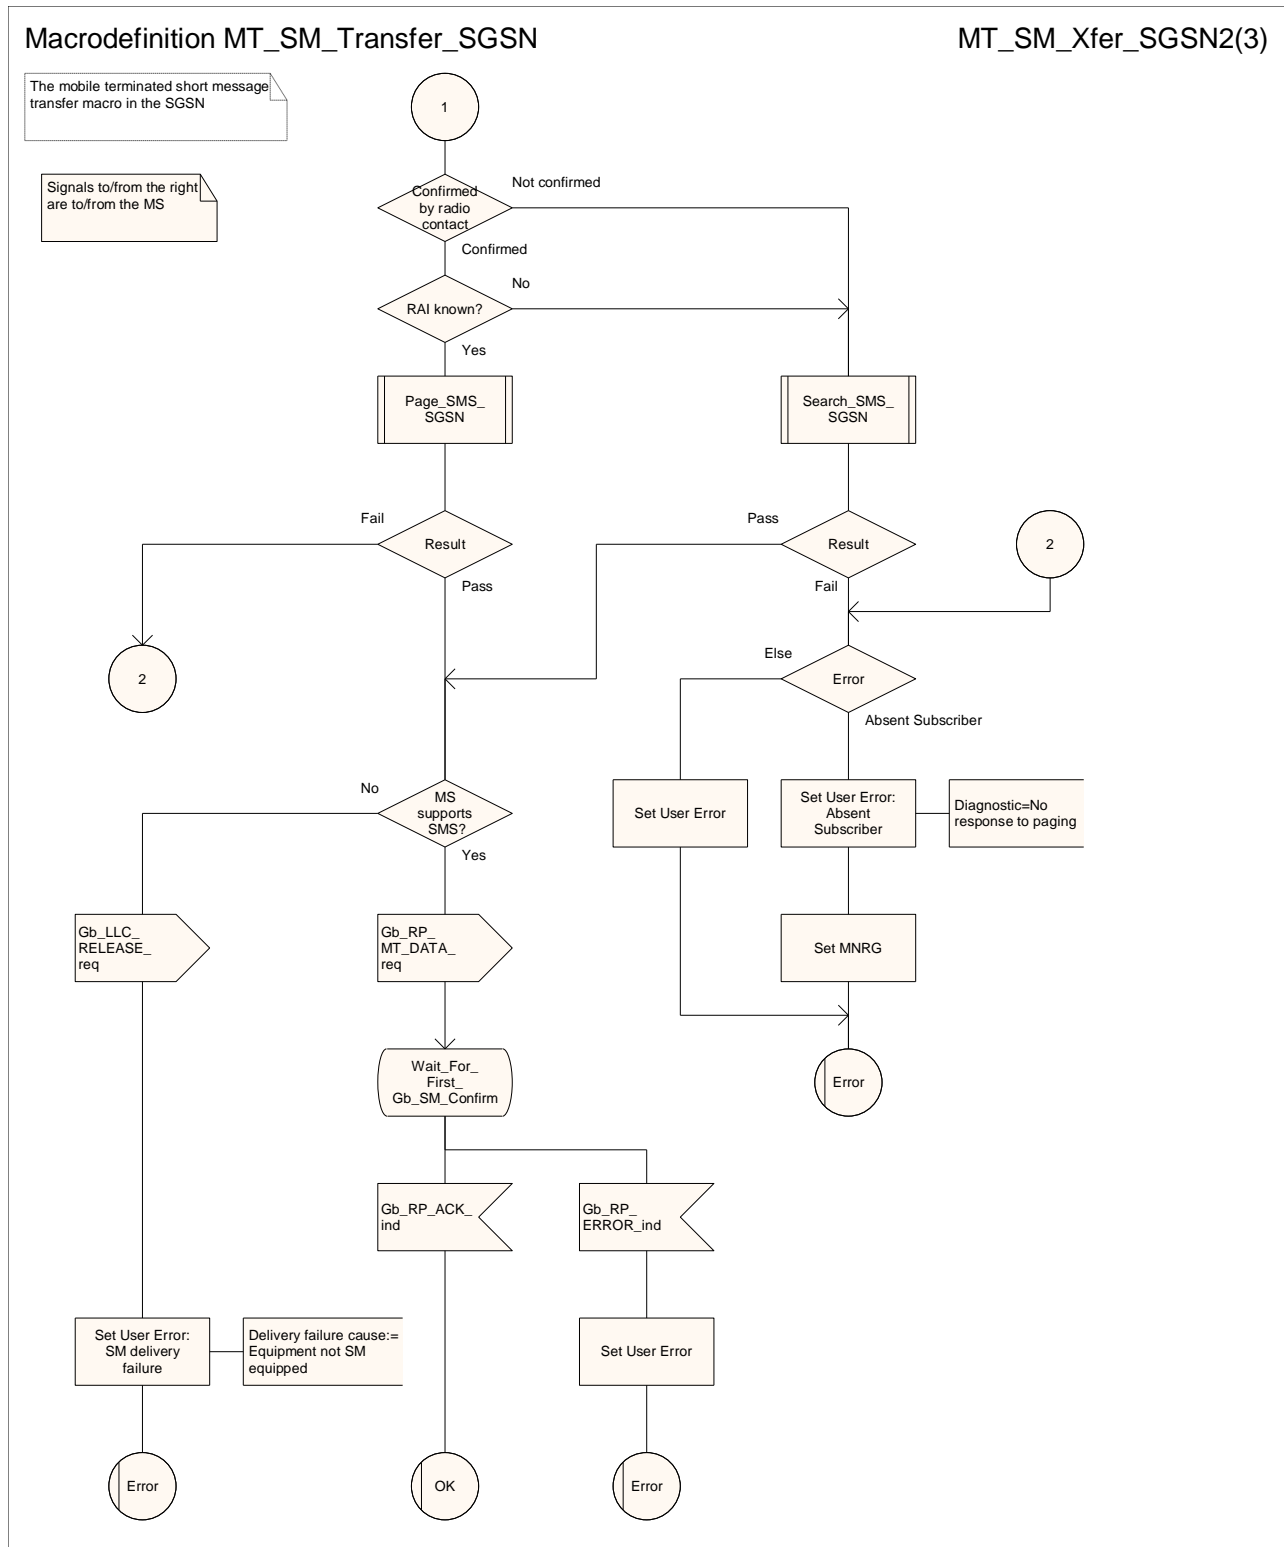 Macrodefinition MT_SM_Transfer_SGSN
MT_SM_Xfer_SGSN2(3)
The mobile terminated short message
transfer macro in the SGSN
1
Signals to/from the right
are to/from the MS
Confirmed
by radio
contact
Not confirmed
Confirmed
RAI known?
No
Yes
Page_SMS_
SGSN
Search_SMS_
SGSN
Fail
Result
Pass
Pass
Result
Fail
2
2
Else
Error
Absent Subscriber
No
MS
supports
SMS?
Yes
Set User Error
Set User Error:
Absent
Subscriber
Diagnostic=No
response to paging
Gb_LLC_
RELEASE_
req
Gb_RP_
MT_DATA_
req
Set MNRG
Wait_For_
First_
Gb_SM_Confirm
Error
Gb_RP_ACK_
ind
Gb_RP_
ERROR_ind
Set User Error:
SM delivery
failure
Delivery failure cause:=
Equipment not SM
equipped
Set User Error
Error
OK
Error